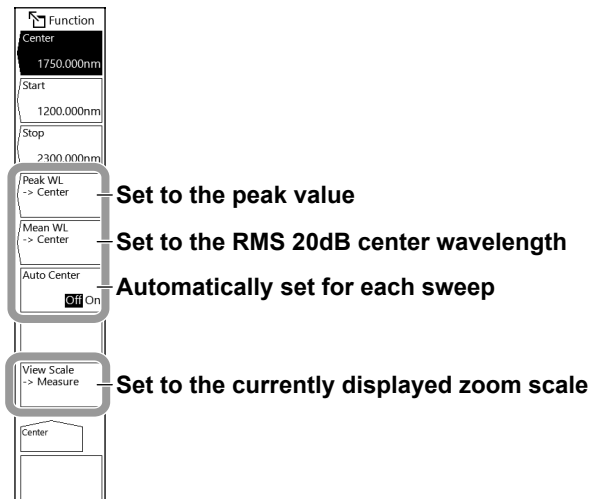 Function
Center
1750.000nm
Start
1200.000nm
Stop
2300.000nm
Peak WL
-> Center
Set to the peak value
Mean WL
-> Center
Set to the RMS 20dB center wavelength
Auto Center
Off On
Automatically set for each sweep
View Scale
-> Measure
Set to the currently displayed zoom scale
Center